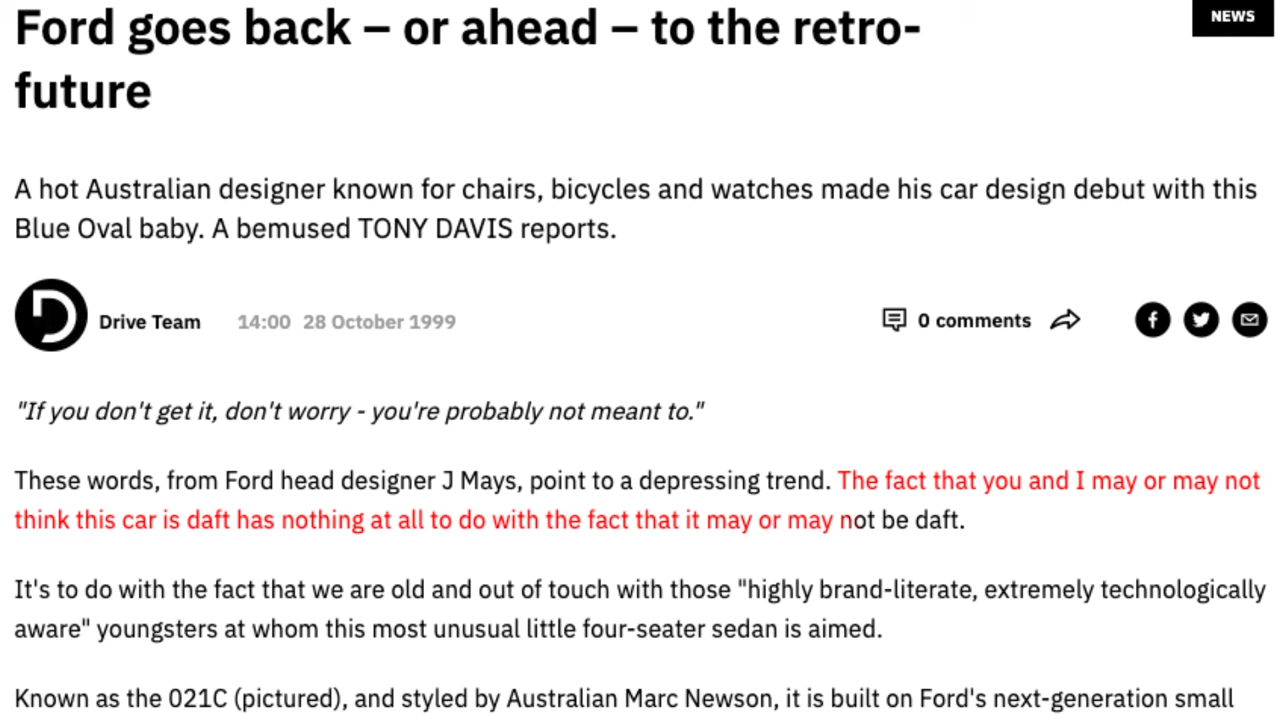 Ford goes back – or ahead – to the retro-
future
NEWS
A hot Australian designer known for chairs, bicycles and watches made his car design debut with this
Blue Oval baby. A bemused TONY DAVIS reports.
Drive Team 14:00 28 October 1999 0 comments
"If you don't get it, don't worry - you're probably not meant to."
These words, from Ford head designer J Mays, point to a depressing trend. The fact that you and I may or may not
think this car is daft has nothing at all to do with the fact that it may or may not be daft.
It's to do with the fact that we are old and out of touch with those "highly brand-literate, extremely technologically
aware" youngsters at whom this most unusual little four-seater sedan is aimed.
Known as the 021C (pictured), and styled by Australian Marc Newson, it is built on Ford's next-generation small